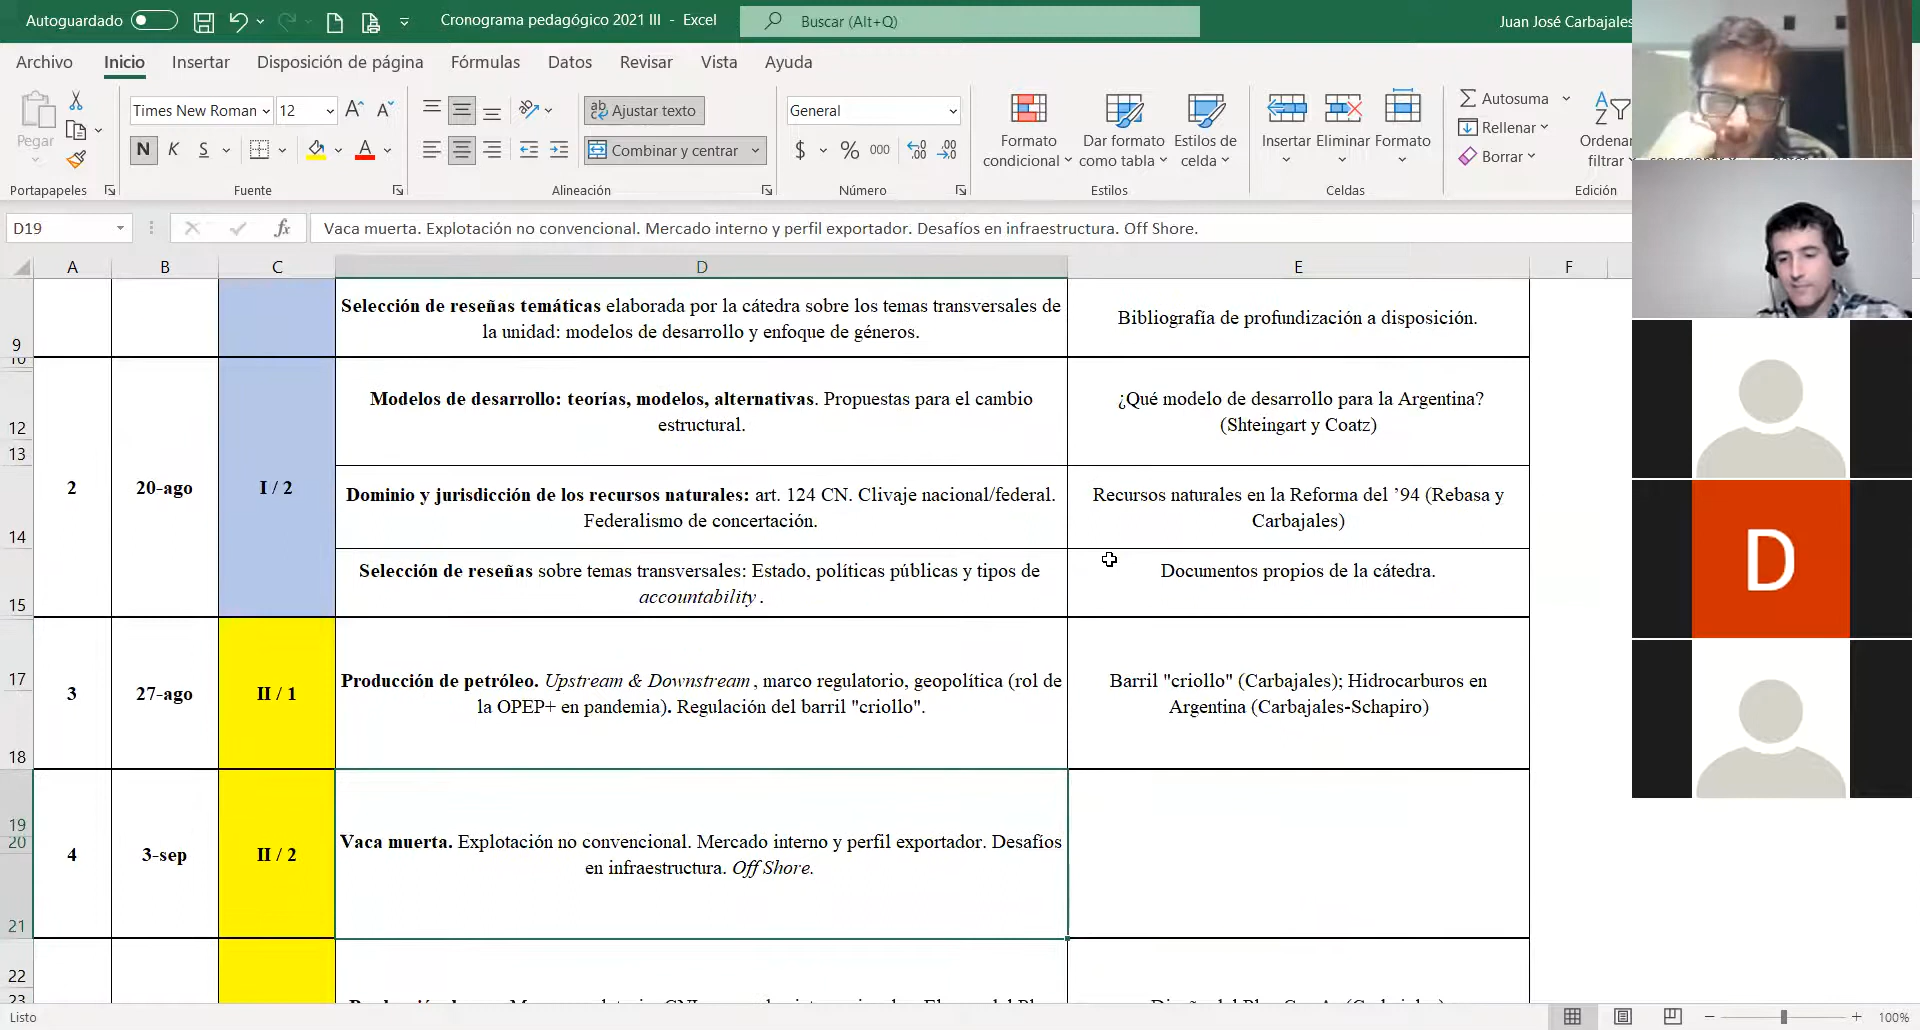 Autoguardado
Cronograma pedagógico 2021 III - Excel
Buscar (Alt+Q)
Juan José Carbajales
Archivo Inicio Insertar Disposición de página Fórmulas Datos Revisar Vista Ayuda
Pegar
Portapapeles
Times New Roman 12
N K S
Fuente
Ajustar texto
Combinar y centrar
Alineación
General
$ % 000
Número
Formato condicional
Dar formato como tabla
Estilos de celda
Estilos
Insertar Eliminar Formato
Celdas
Autosuma
Rellenar
Borrar
Edición
D19
fx
Vaca muerta. Explotación no convencional. Mercado interno y perfil exportador. Desafíos en infraestructura. Off Shore.
A B C D E F
9
Selección de reseñas temáticas elaborada por la cátedra sobre los temas transversales de
la unidad: modelos de desarrollo y enfoque de géneros.
Bibliografía de profundización a disposición.
12
13
14
15
2
20-ago
I / 2
Modelos de desarrollo: teorías, modelos, alternativas. Propuestas para el cambio
estructural.
¿Qué modelo de desarrollo para la Argentina?
(Shteingart y Coatz)
Dominio y jurisdicción de los recursos naturales: art. 124 CN. Clivaje nacional/federal.
Federalismo de concertación.
Recursos naturales en la Reforma del ’94 (Rebasa y
Carbajales)
Selección de reseñas sobre temas transversales: Estado, políticas públicas y tipos de
accountability .
Documentos propios de la cátedra.
17
18
3
27-ago
II / 1
Producción de petróleo. Upstream & Downstream , marco regulatorio, geopolítica (rol de
la OPEP+ en pandemia). Regulación del barril "criollo".
Barril "criollo" (Carbajales); Hidrocarburos en
Argentina (Carbajales-Schapiro)
19
20
21
4
3-sep
II / 2
Vaca muerta. Explotación no convencional. Mercado interno y perfil exportador. Desafíos
en infraestructura. Off Shore.
22
D
Listo
100%